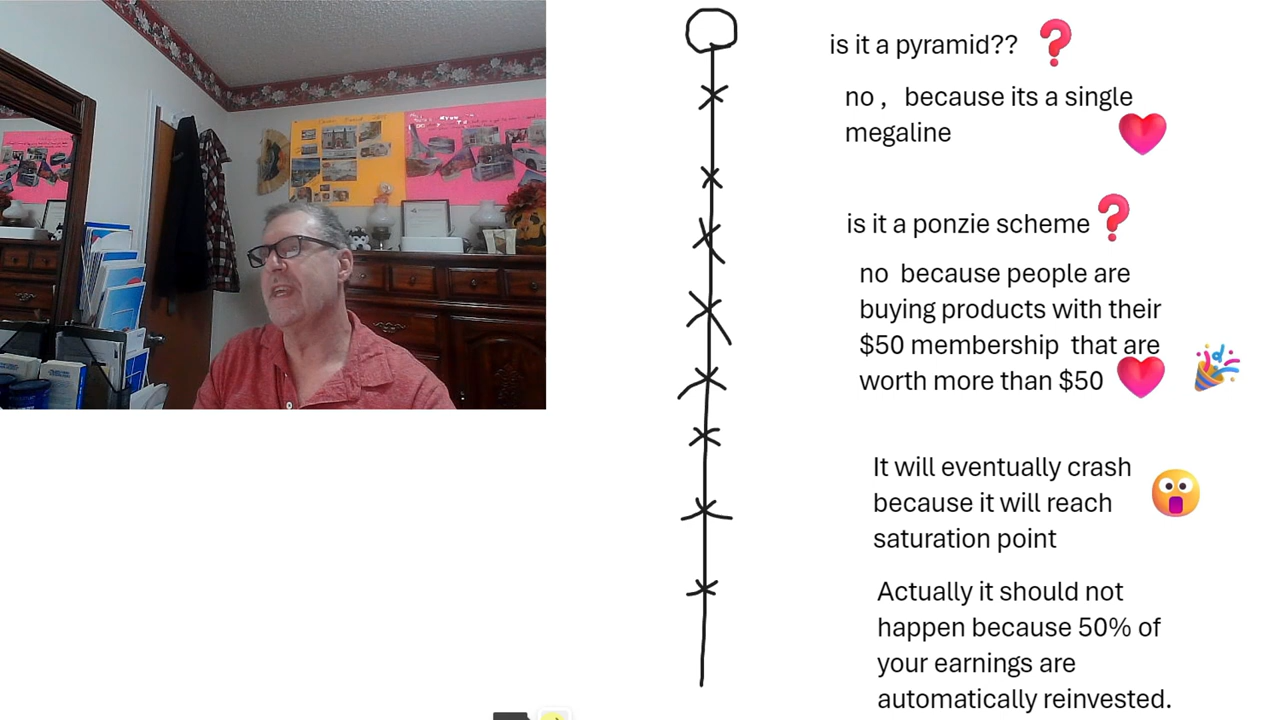 is it a pyramid??
no ,   because its a single
megaline
is it a ponzie scheme
no  because people are
buying products with their
$50 membership  that are
worth more than $50
It will eventually crash
because it will reach
saturation point
Actually it should not
happen because 50% of
your earnings are
automatically reinvested.